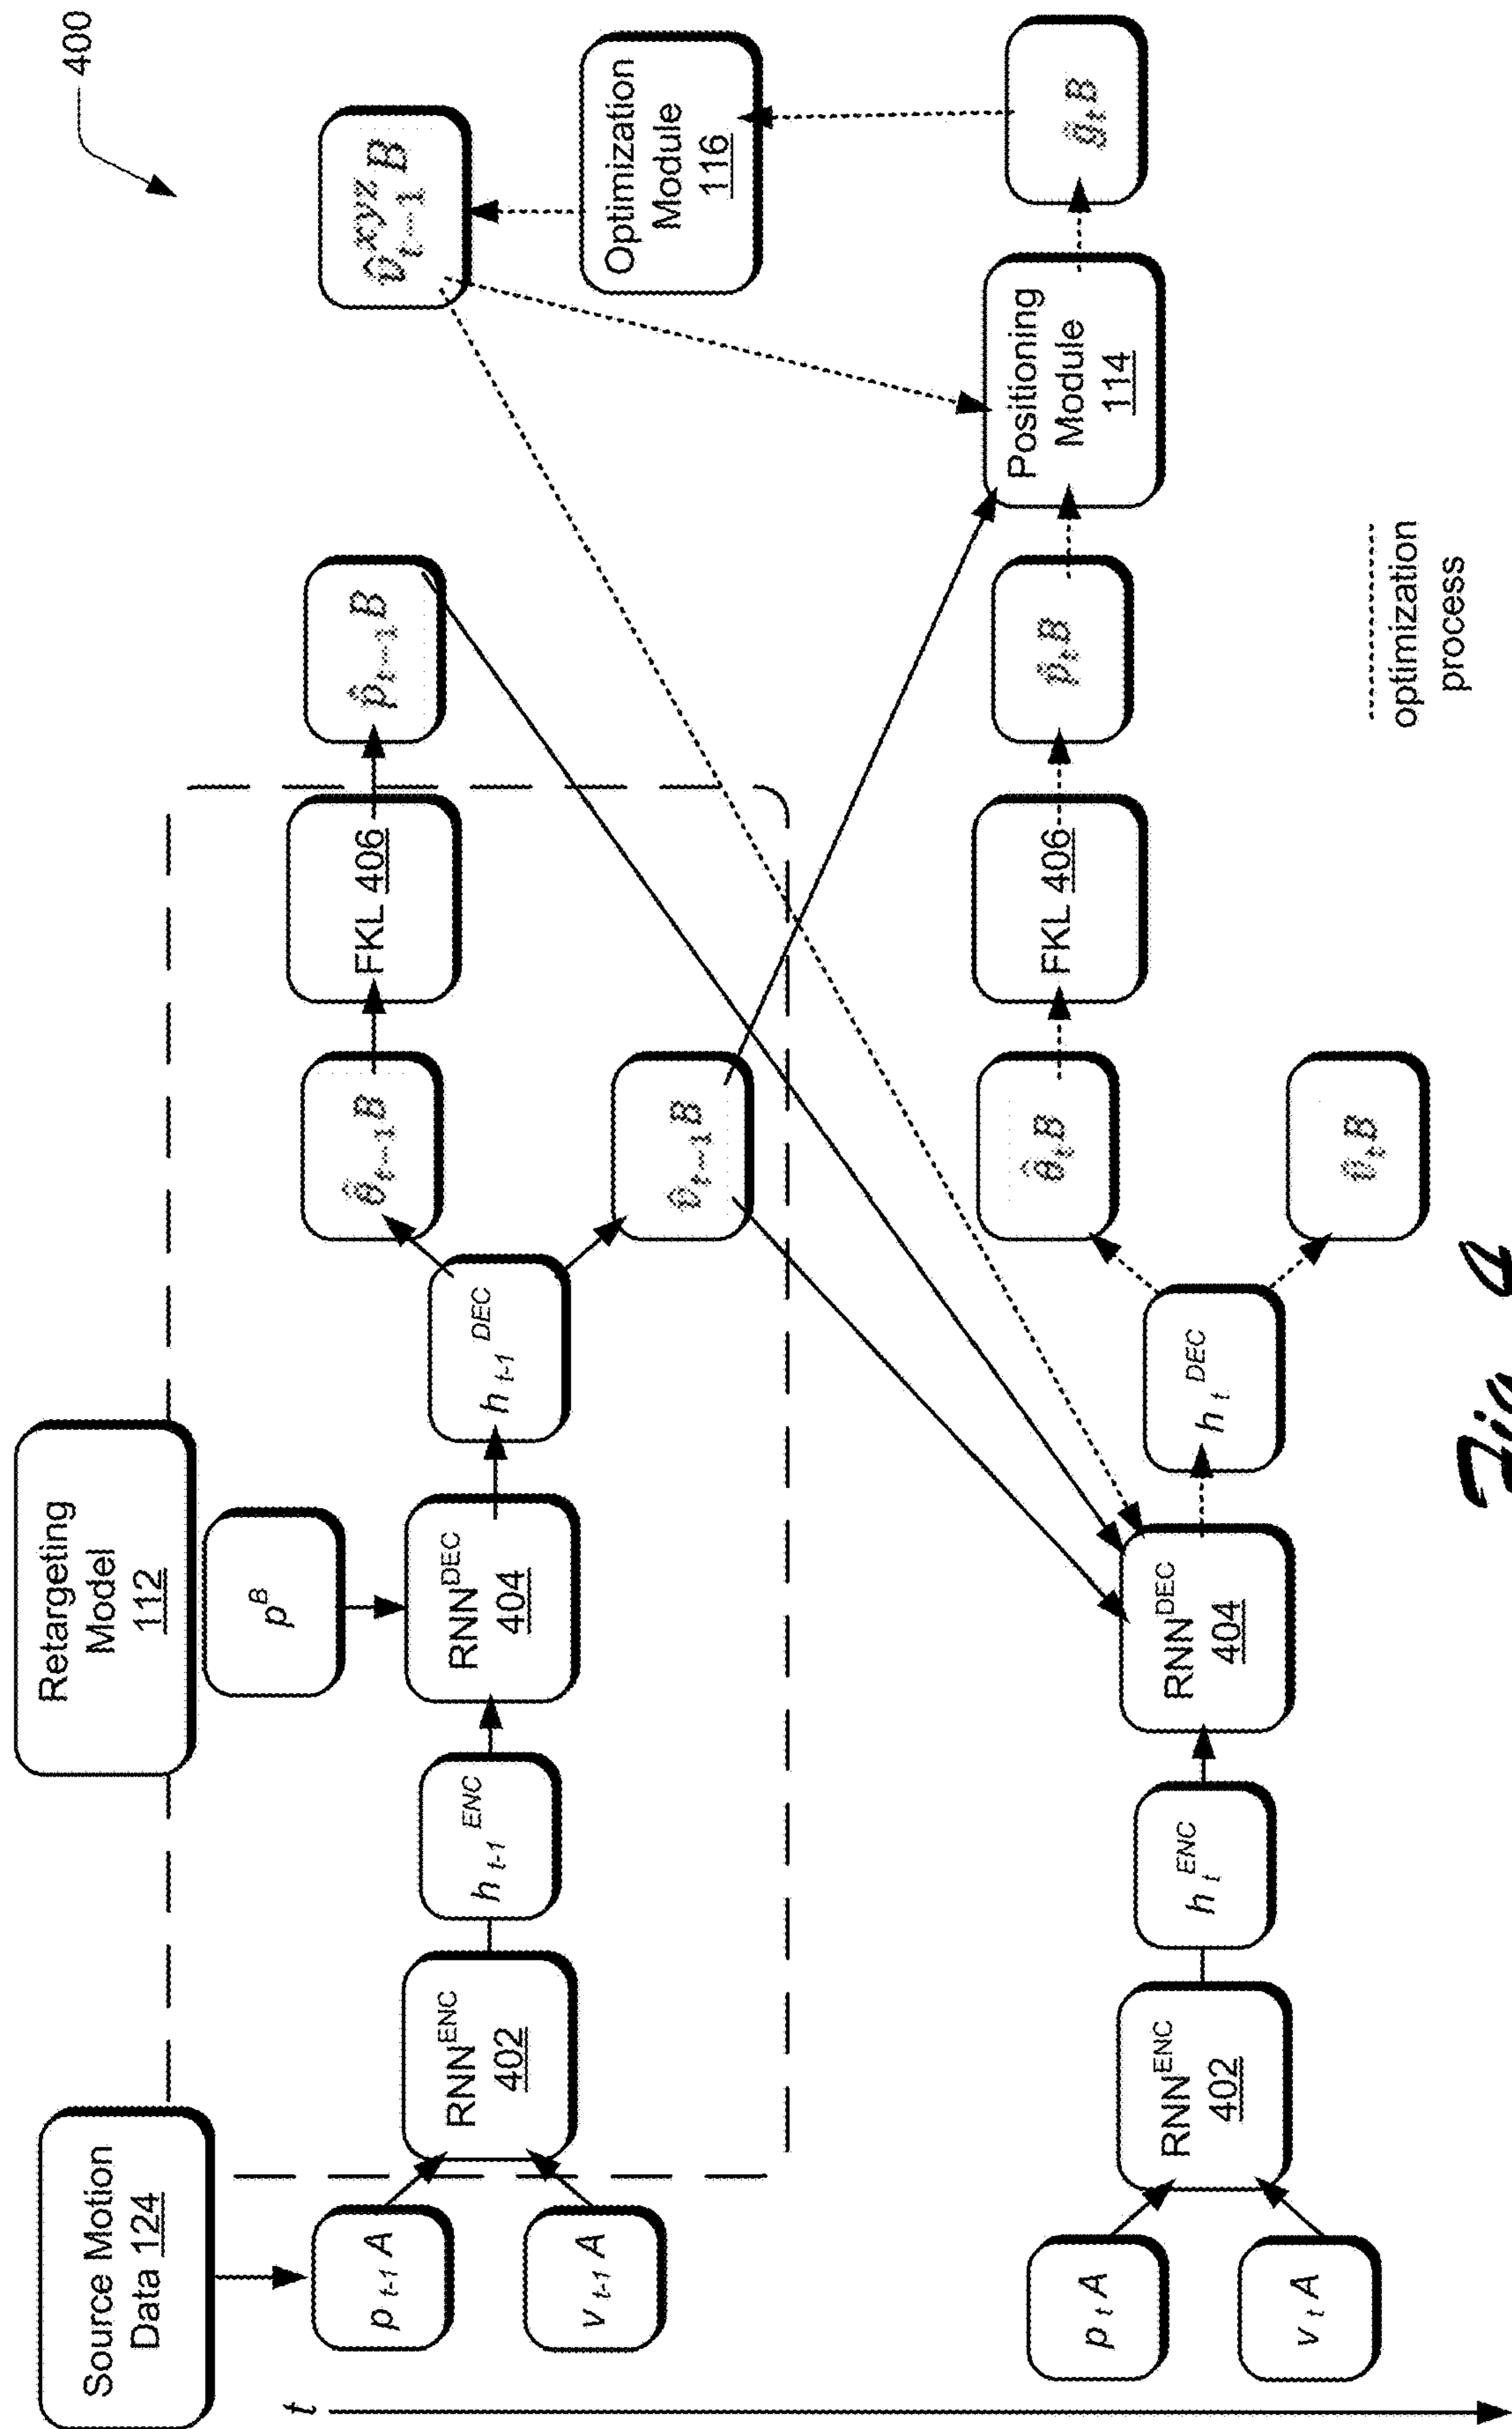 400
Source Motion
Data 124
Retargeting
Model
112
t
p t-1 A
v t-1 A
RNN^ENC
402
h t-1 ^ENC
p^B
RNN^DEC
404
h t-1 ^DEC
θ̂ t-1 B
v̂ t-1 B
FKL 406
p̂ t-1 B
v̂ t-1 ^xyz B
Optimization
Module
116
p t A
v t A
RNN^ENC
402
h t ^ENC
RNN^DEC
404
h t ^DEC
θ̂ t B
v̂ t B
FKL 406
p̂ t B
Positioning
Module
114
optimization
process